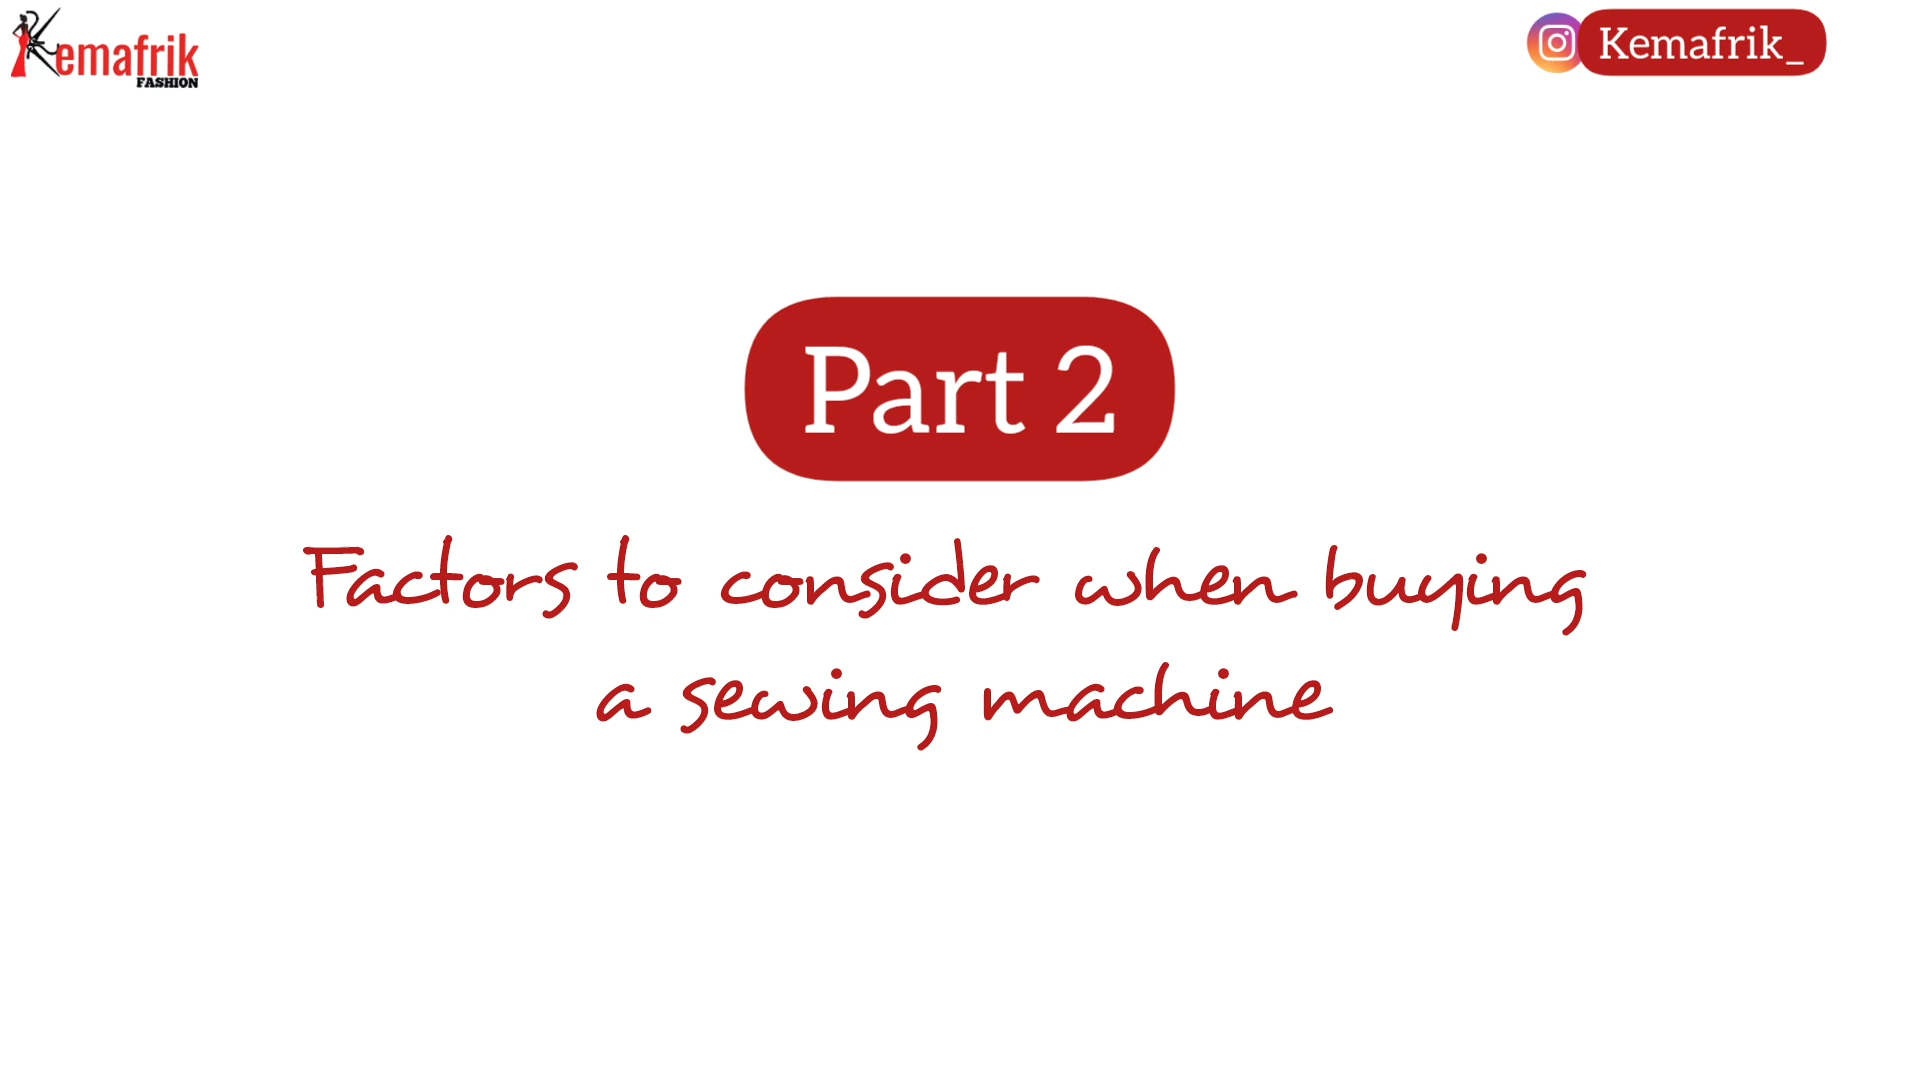 Kemafrik
FASHION
Kemafrik_
Part 2
Factors to consider when buying
a sewing machine